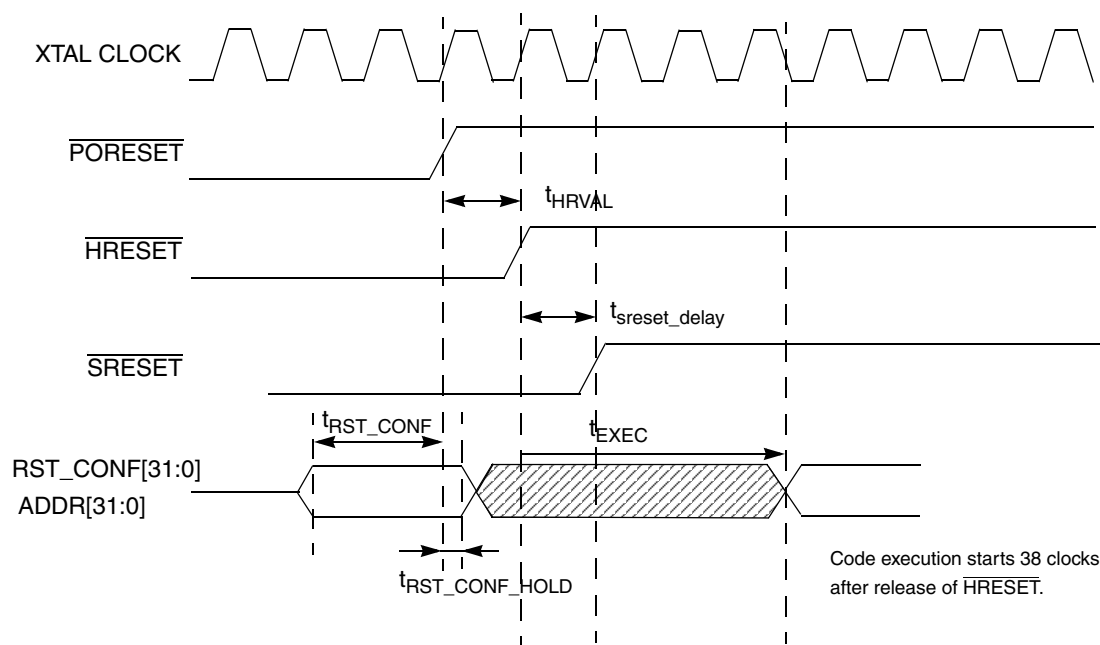 XTAL CLOCK
PORESET
tHRVAL
HRESET
tsreset_delay
SRESET
tRST_CONF
tEXEC
RST_CONF[31:0]
ADDR[31:0]
tRST_CONF_HOLD
Code execution starts 38 clocks
after release of HRESET.